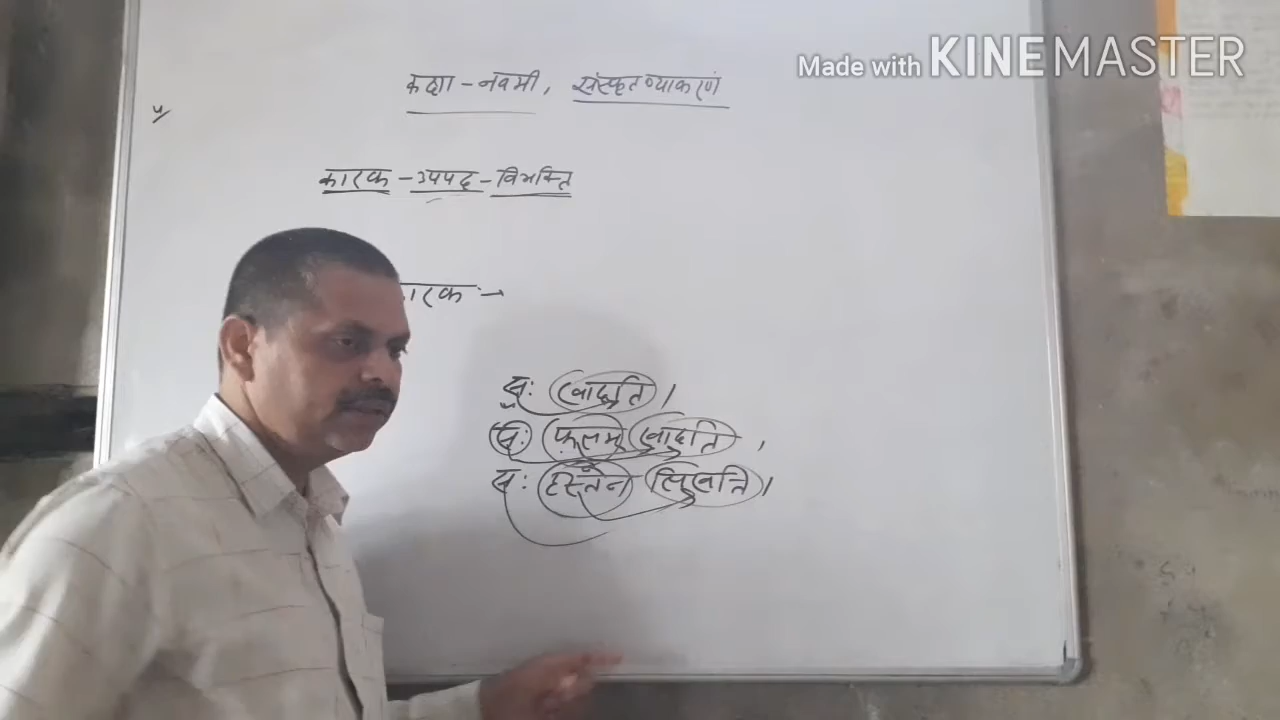 Made with KINEMASTER
कक्षा - नवमी, संस्कृत व्याकरणं
कारक - उपपद - विभक्ति
कारक →
सः खादति ।
सः फलम् खादति ,
सः हस्तेन लिखति ।